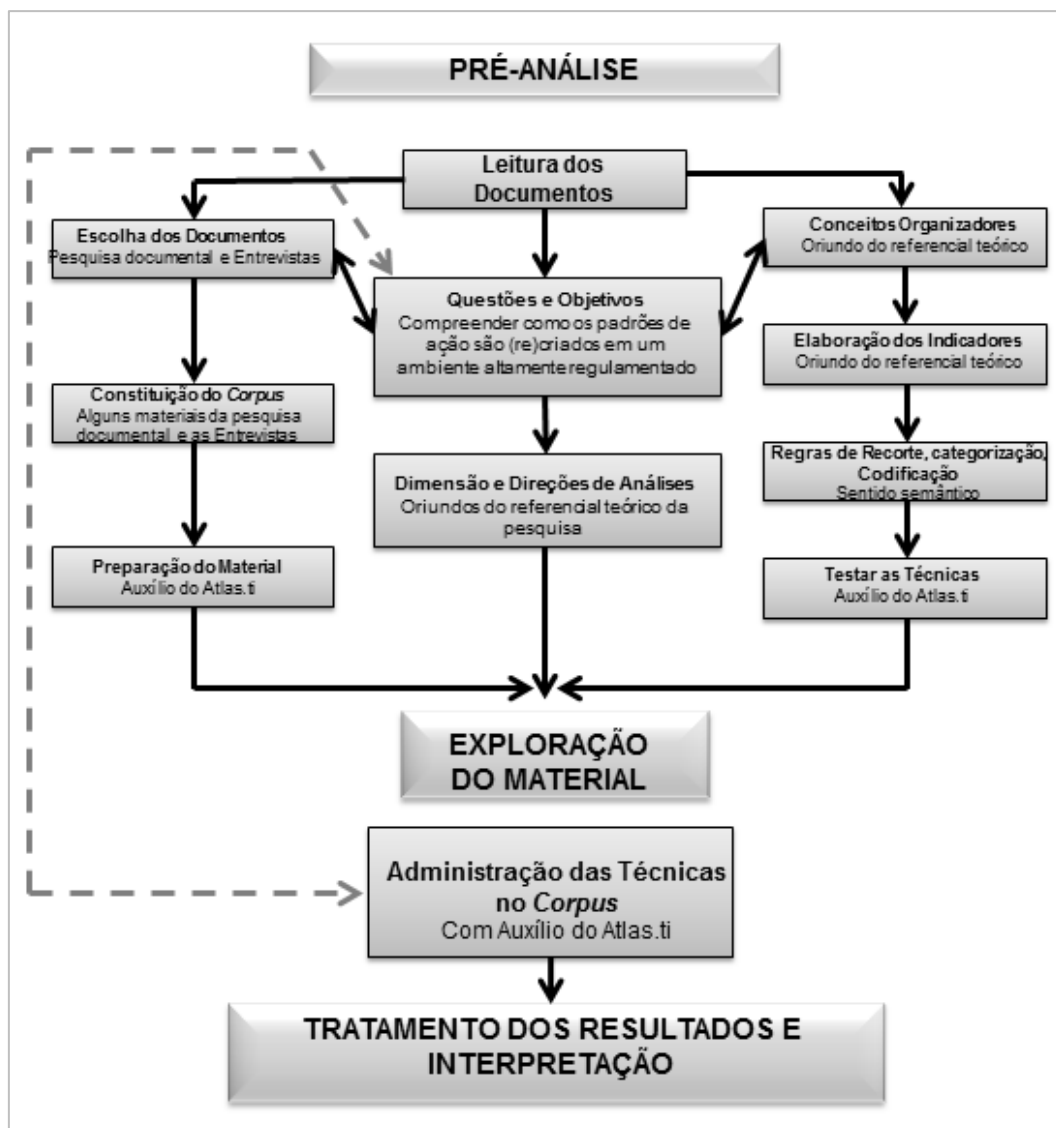 PRÉ-ANÁLISE
Leitura dos
Documentos
Escolha dos Documentos
Pesquisa documental e Entrevistas
Conceitos Organizadores
Oriundo do referencial teórico
Questões e Objetivos
Compreender como os padrões de
ação são (re)criados em um
ambiente altamente regulamentado
Elaboração dos Indicadores
Oriundo do referencial teórico
Constituição do Corpus
Alguns materiais da pesquisa
documental e as Entrevistas
Regras de Recorte, categorização,
Codificação
Sentido semântico
Dimensão e Direções de Análises
Oriundos do referencial teórico da
pesquisa
Preparação do Material
Auxílio do Atlas.ti
Testar as Técnicas
Auxílio do Atlas.ti
EXPLORAÇÃO
DO MATERIAL
Administração das Técnicas
no Corpus
Com Auxílio do Atlas.ti
TRATAMENTO DOS RESULTADOS E
INTERPRETAÇÃO